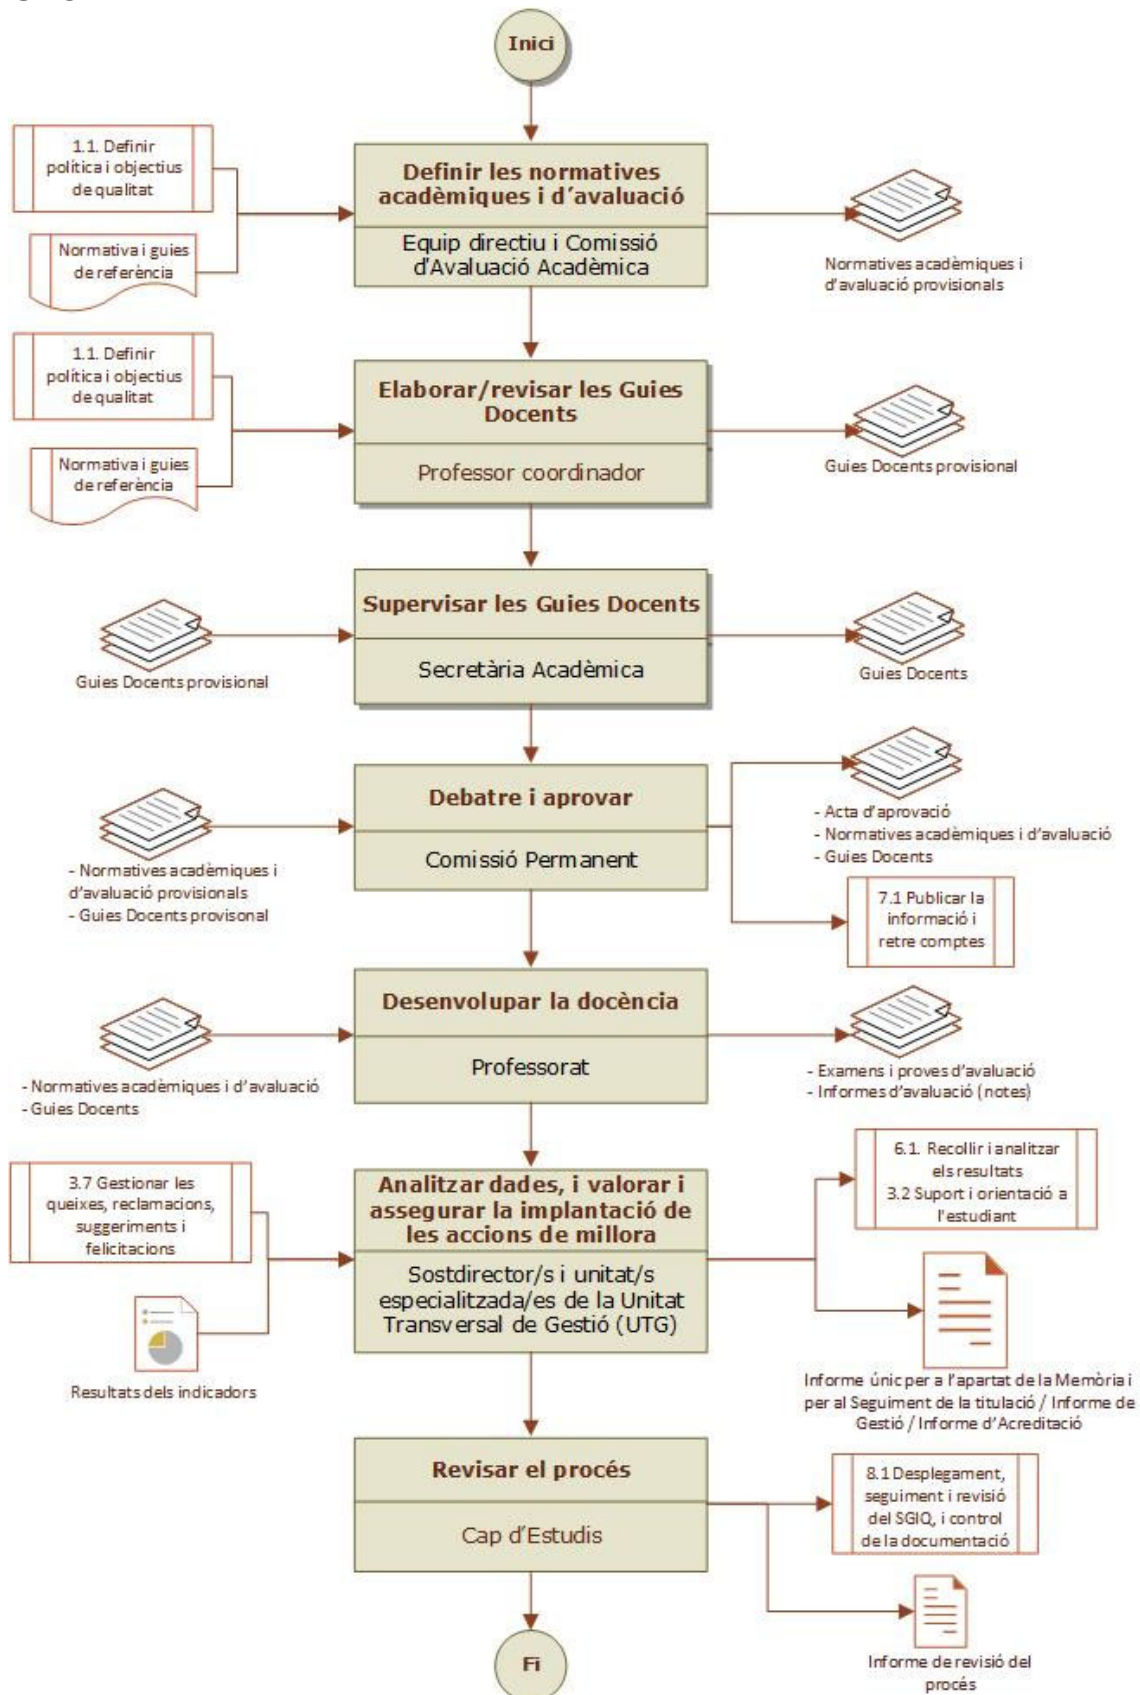 Inici
1.1. Definir
política i objectius
de qualitat
Normativa i guies
de referència
Definir les normatives
acadèmiques i d´avaluació
Equip directiu i Comissió
d'Avaluació Acadèmica
Normatives acadèmiques i
d'avaluació provisionals
1.1. Definir
política i objectius
de qualitat
Normativa i guies
de referència
Elaborar/revisar les Guies
Docents
Professor coordinador
Guies Docents provisional
Guies Docents provisional
Supervisar les Guies Docents
Secretària Acadèmica
Guies Docents
- Normatives acadèmiques i
d'avaluació provisionals
- Guies Docents provisonal
Debatre i aprovar
Comissió Permanent
- Acta d'aprovació
- Normatives acadèmiques i d'avaluació
- Guies Docents
7.1 Publicar la
informació i
retre comptes
- Normatives acadèmiques i d'avaluació
- Guies Docents
Desenvolupar la docència
Professorat
- Examens i proves d'avaluació
- Informes d'avaluació (notes)
3.7 Gestionar les
queixes, reclamacions,
suggeriments i
felicitacions
Resultats dels indicadors
Analitzar dades, i valorar i
assegurar la implantació de
les accions de millora
Sostdirector/s i unitat/s
especialitzada/es de la Unitat
Transversal de Gestió (UTG)
6.1. Recollir i analitzar
els resultats
3.2 Suport i orientació a
l'estudiant
Informe únic per a l'apartat de la Memòria i
per al Seguiment de la titulació / Informe de
Gestió / Informe d'Acreditació
Revisar el procés
Cap d´Estudis
8.1 Desplegament,
seguiment i revisió
del SGIQ, i control
de la documentació
Informe de revisió del
procés
Fi